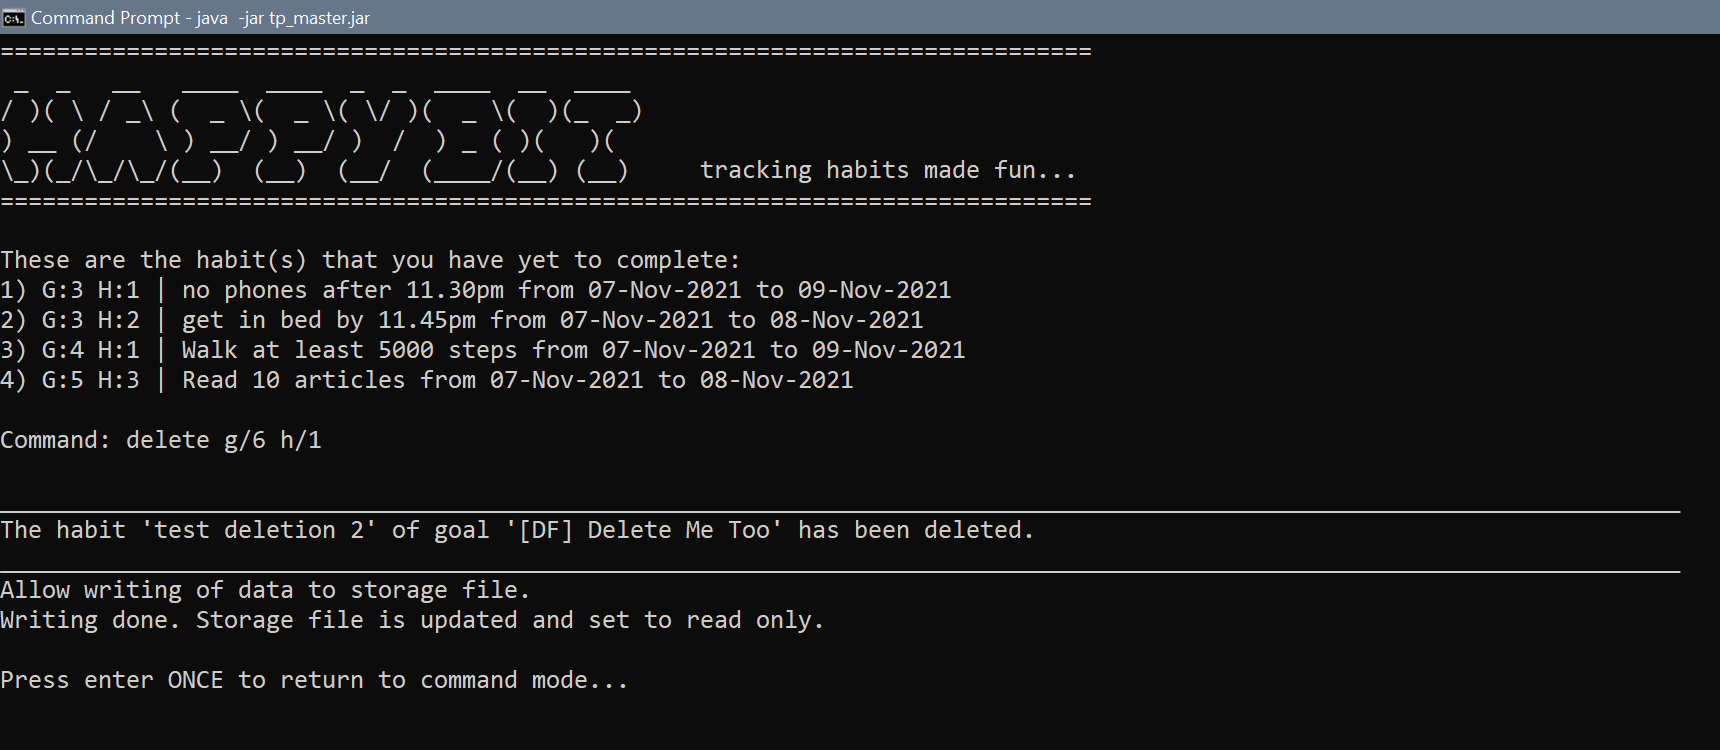 Command Prompt - java  -jar tp_master.jar
==============================================================================
 _  _   __   ____  ____  _  _  ____  __  ____
/ )( \ / _\ (  _ \(  _ \( \/ )(  _ \(  )(_  _)
) __ (/    \ ) __/ ) __/ )  /  ) _ ( )(   )(
\_)(_/\_/\_/(__)  (__)  (__/  (____/(__) (__)     tracking habits made fun...
==============================================================================
These are the habit(s) that you have yet to complete:
1) G:3 H:1 | no phones after 11.30pm from 07-Nov-2021 to 09-Nov-2021
2) G:3 H:2 | get in bed by 11.45pm from 07-Nov-2021 to 08-Nov-2021
3) G:4 H:1 | Walk at least 5000 steps from 07-Nov-2021 to 09-Nov-2021
4) G:5 H:3 | Read 10 articles from 07-Nov-2021 to 08-Nov-2021
Command: delete g/6 h/1
The habit 'test deletion 2' of goal '[DF] Delete Me Too' has been deleted.
Allow writing of data to storage file.
Writing done. Storage file is updated and set to read only.
Press enter ONCE to return to command mode...